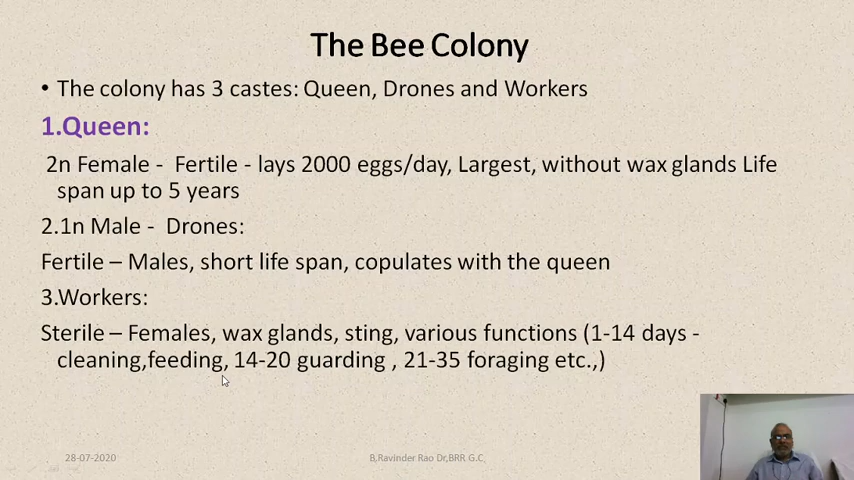 The Bee Colony
• The colony has 3 castes: Queen, Drones and Workers
1.Queen:
2n Female - Fertile - lays 2000 eggs/day, Largest, without wax glands Life
span up to 5 years
2.1n Male - Drones:
Fertile – Males, short life span, copulates with the queen
3.Workers:
Sterile – Females, wax glands, sting, various functions (1-14 days -
cleaning,feeding, 14-20 guarding , 21-35 foraging etc.,)
28-07-2020
B,Ravinder Rao Dr,BRR G.C